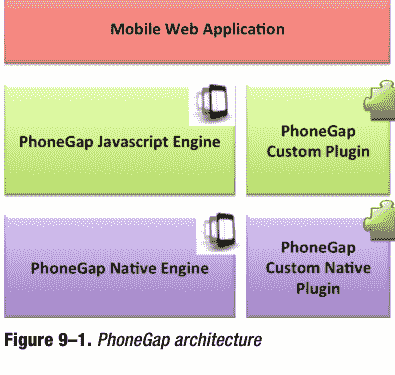 Mobile Web Application
PhoneGap Javascript Engine
PhoneGap
Custom Plugin
PhoneGap Native Engine
PhoneGap
Custom Native
Plugin
Figure 9–1. PhoneGap architecture